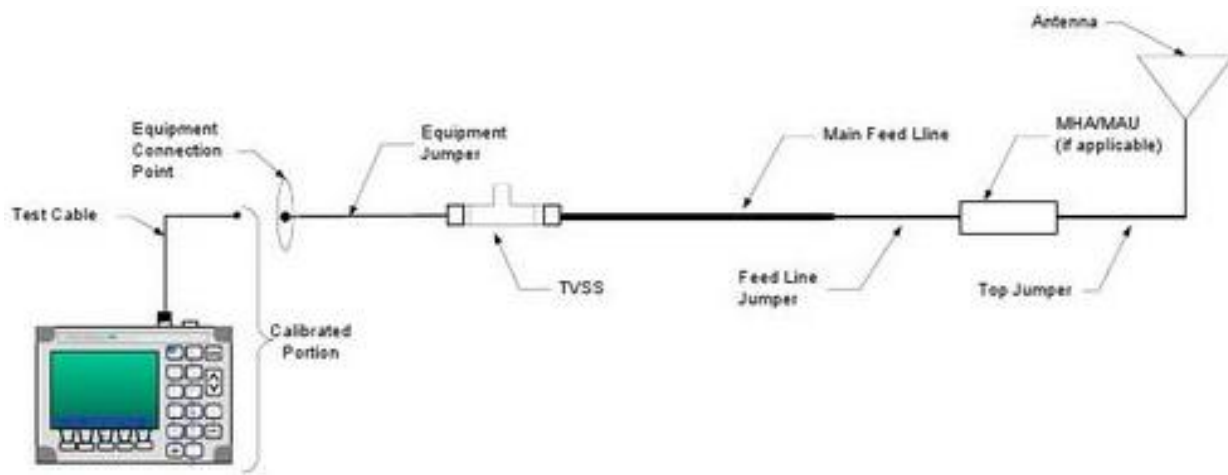 Antenna
Equipment
Connection
Point
Equipment
Jumper
Main Feed Lline
MHA/MAU
(if applicable)
Test Cable
TVSS
Feed Line
Jumper
Top Jumper
Calibrated
Portion